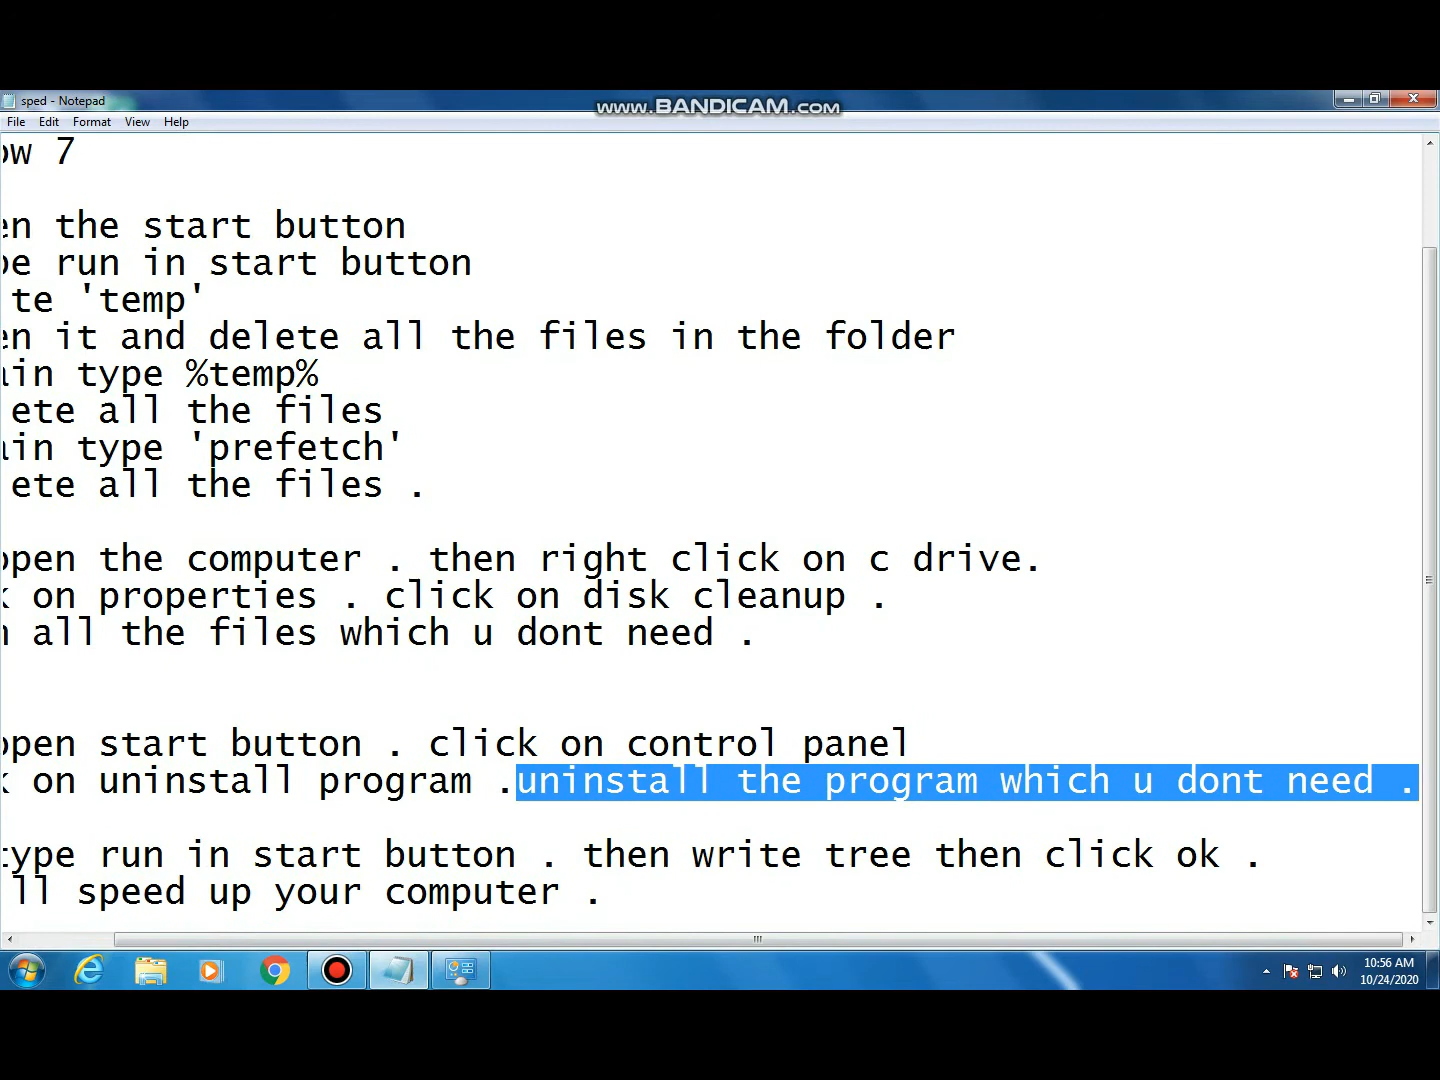 sped - Notepad
www.BANDICAM.com
File Edit Format View Help
ow 7
en the start button
pe run in start button
te 'temp'
en it and delete all the files in the folder
ain type %temp%
ete all the files
ain type 'prefetch'
ete all the files .
open the computer . then right click on c drive.
k on properties . click on disk cleanup .
n all the files which u dont need .
open start button . click on control panel
k on uninstall program .uninstall the program which u dont need .
type run in start button . then write tree then click ok .
ll speed up your computer .
10:56 AM
10/24/2020